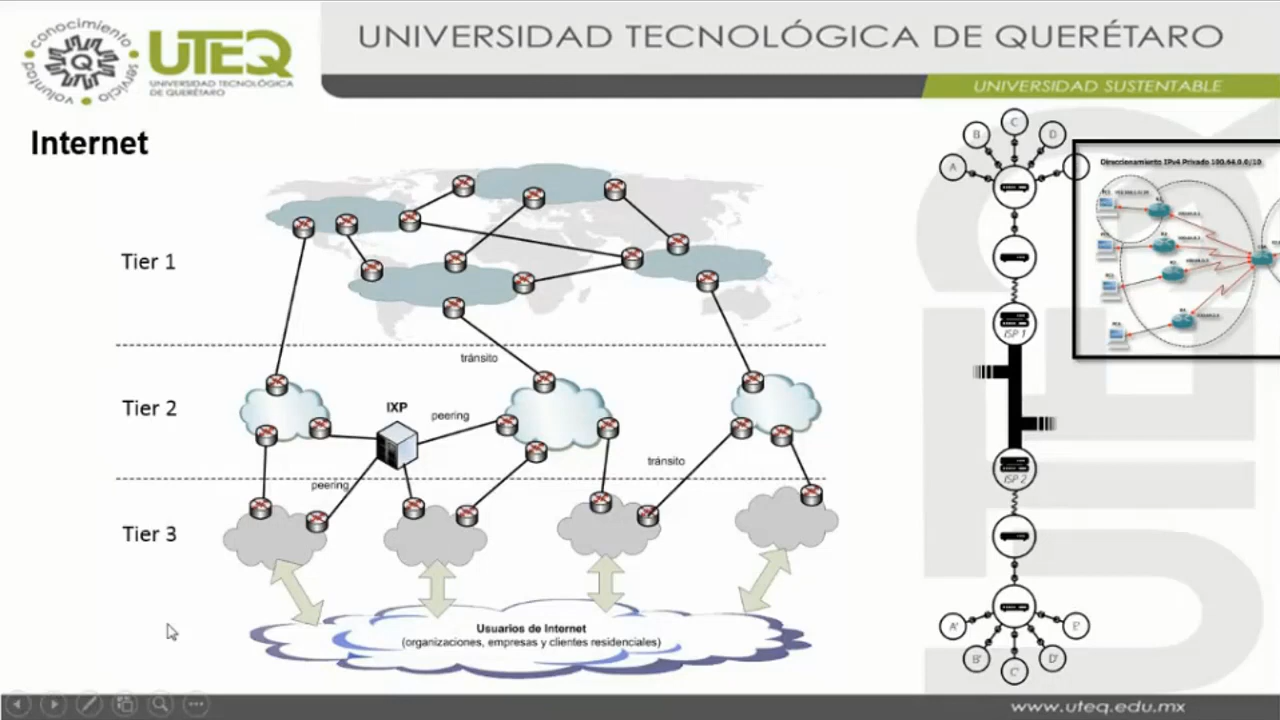 conocimiento
servicio
voluntad
Q
UTEQ
UNIVERSIDAD TECNOLÓGICA
DE QUERÉTARO
UNIVERSIDAD TECNOLÓGICA DE QUERÉTARO
UNIVERSIDAD SUSTENTABLE
Internet
Tier 1
tránsito
Tier 2
IXP
peering
tránsito
peering
Tier 3
Usuarios de Internet
(organizaciones, empresas y clientes residenciales)
A
B
C
D
ISP 1
ISP 2
A'
B'
C'
D'
E'
Direccionamiento IPv4 Privado 100.64.0.0/10
www.uteq.edu.mx